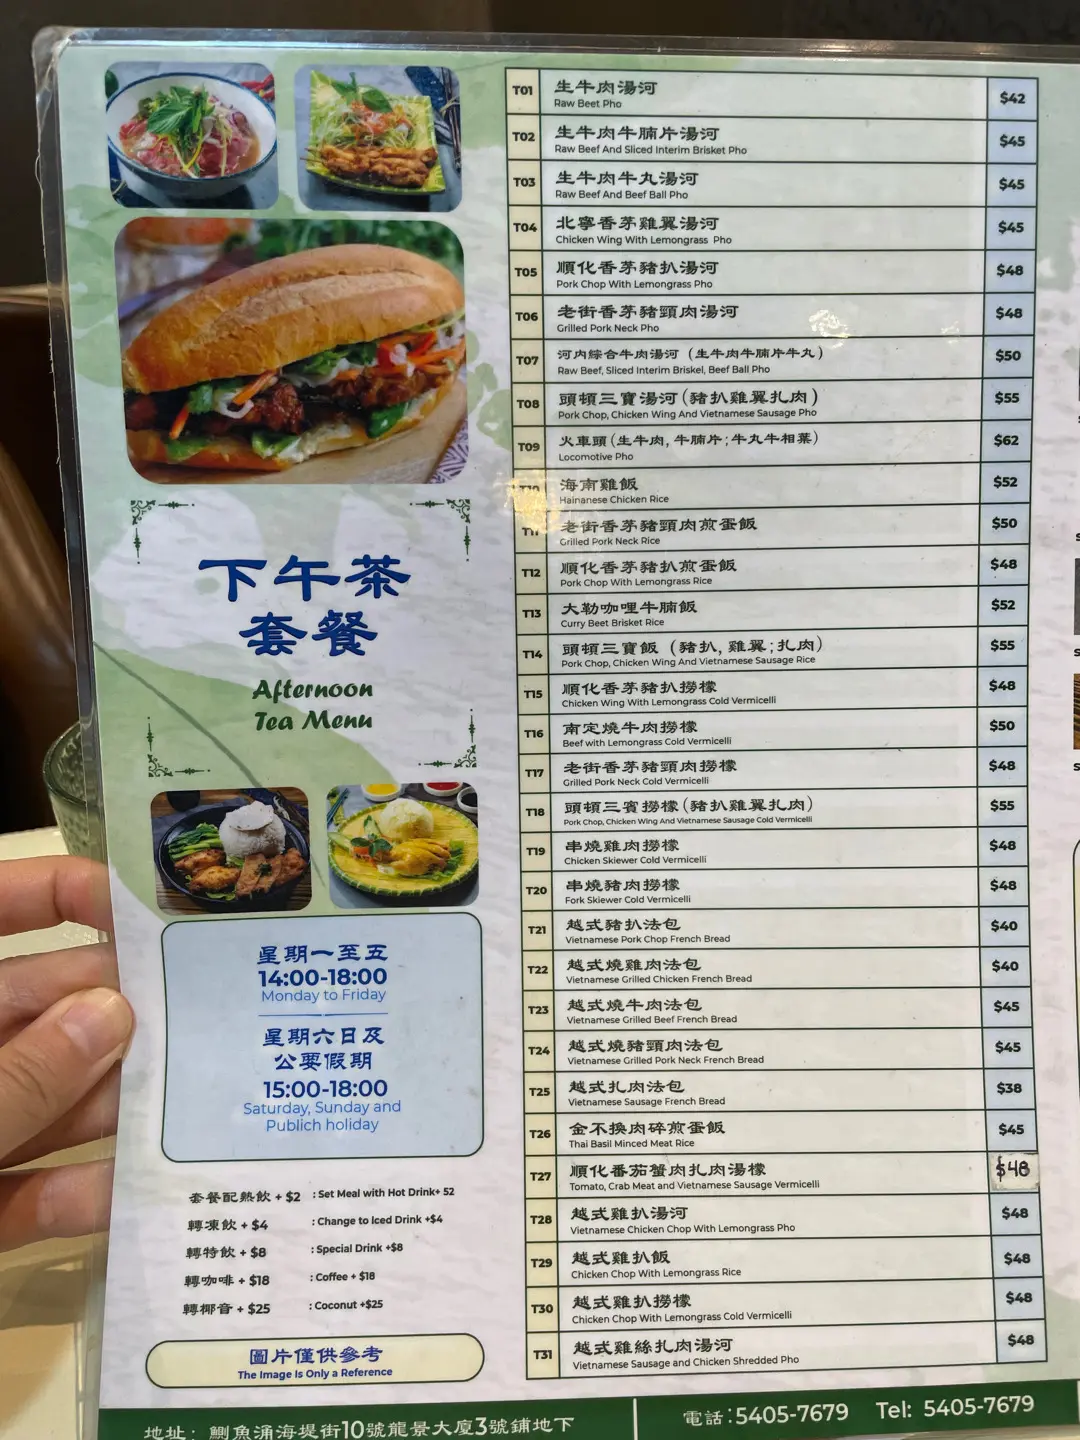 下午茶
套餐
Afternoon
Tea Menu
星期一至五
14:00-18:00
Monday to Friday
星期六日及
公眾假期
15:00-18:00
Saturday, Sunday and
Publich holiday
套餐配熱飲 + $2 : Set Meal with Hot Drink+ 52
轉凍飲 + $4 : Change to Iced Drink +$4
轉特飲 + $8 : Special Drink +$8
轉咖啡 + $18 : Coffee + $18
轉椰音 + $25 : Coconut +$25
圖片僅供參考
The Image Is Only a Reference
T01 生牛肉湯河 $42
Raw Beet Pho
T02 生牛肉牛腩片湯河 $45
Raw Beef And Sliced Interim Brisket Pho
T03 生牛肉牛丸湯河 $45
Raw Beef And Beef Ball Pho
T04 北寧香茅雞翼湯河 $45
Chicken Wing With Lemongrass Pho
T05 順化香茅豬扒湯河 $48
Pork Chop With Lemongrass Pho
T06 老街香茅豬頸肉湯河 $48
Grilled Pork Neck Pho
T07 河內綜合牛肉湯河 (生牛肉牛腩片牛丸) $50
Raw Beef, Sliced Interim Briskel, Beef Ball Pho
T08 頭頓三寶湯河 (豬扒雞翼扎肉) $55
Pork Chop, Chicken Wing And Vietnamese Sausage Pho
T09 火車頭 (生牛肉, 牛腩片; 牛丸牛相葉) $62
Locomotive Pho
T10 海南雞飯 $52
Hainanese Chicken Rice
T11 老街香茅豬頸肉煎蛋飯 $50
Grilled Pork Neck Rice
T12 順化香茅豬扒煎蛋飯 $48
Pork Chop With Lemongrass Rice
T13 大勒咖哩牛腩飯 $52
Curry Beet Brisket Rice
T14 頭頓三寶飯 (豬扒, 雞翼; 扎肉) $55
Pork Chop, Chicken Wing And Vietnamese Sausage Rice
T15 順化香茅豬扒撈檬 $48
Chicken Wing With Lemongrass Cold Vermicelli
T16 南定燒牛肉撈檬 $50
Beef with Lemongrass Cold Vermicelli
T17 老街香茅豬頸肉撈檬 $48
Grilled Pork Neck Cold Vermicelli
T18 頭頓三賓撈檬 (豬扒雞翼扎肉) $55
Pork Chop, Chicken Wing And Vietnamese Sausage Cold Vermicelli
T19 串燒雞肉撈檬 $48
Chicken Skiewer Cold Vermicelli
T20 串燒豬肉撈檬 $48
Fork Skiewer Cold Vermicelli
T21 越式豬扒法包 $40
Vietnamese Pork Chop French Bread
T22 越式燒雞肉法包 $40
Vietnamese Grilled Chicken French Bread
T23 越式燒牛肉法包 $45
Vietnamese Grilled Beef French Bread
T24 越式燒豬頸肉法包 $45
Vietnamese Grilled Pork Neck French Bread
T25 越式扎肉法包 $38
Vietnamese Sausage French Bread
T26 金不換肉碎煎蛋飯 $45
Thai Basil Minced Meat Rice
T27 順化番茄蟹肉扎肉湯檬 $48
Tomato, Crab Meat and Vietnamese Sausage Vermicelli
T28 越式雞扒湯河 $48
Vietnamese Chicken Chop With Lemongrass Pho
T29 越式雞扒飯 $48
Chicken Chop With Lemongrass Rice
T30 越式雞扒撈檬 $48
Chicken Chop With Lemongrass Cold Vermicelli
T31 越式雞絲扎肉湯河 $48
Vietnamese Sausage and Chicken Shredded Pho
地址: 鰂魚涌海堤街10號龍景大廈3號鋪地下 電話:5405-7679 Tel: 5405-7679